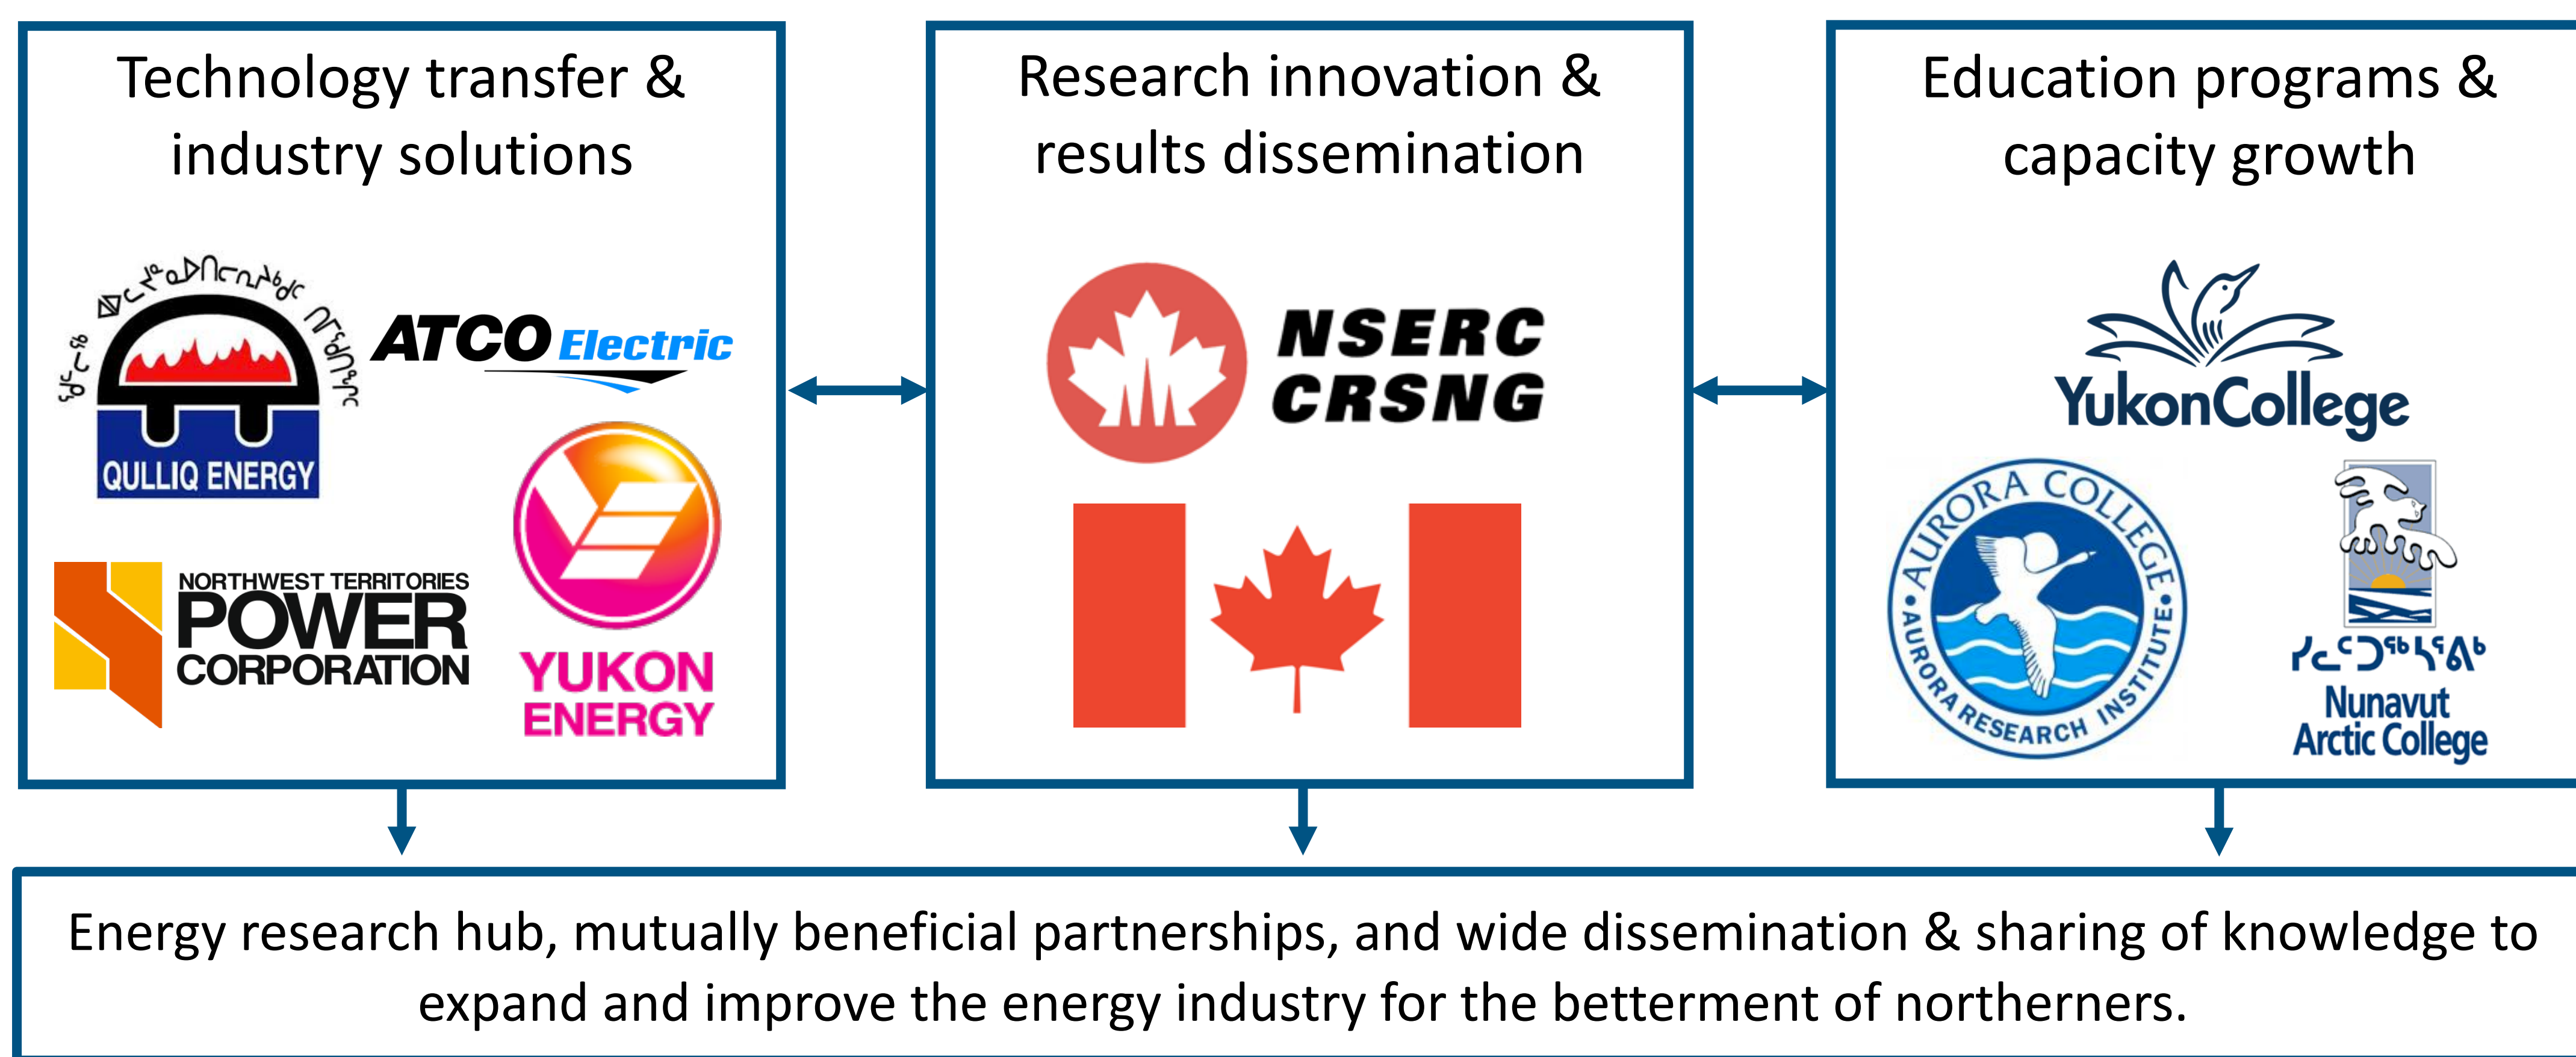 Technology transfer &
industry solutions
QULLIQ ENERGY
ATCO Electric
NORTHWEST TERRITORIES
POWER
CORPORATION
YUKON
ENERGY
Research innovation &
results dissemination
NSERC
CRSNG
Education programs &
capacity growth
YukonCollege
AURORA COLLEGE
AURORA RESEARCH INSTITUTE
ᓯᓚᑦᑐᖅᓴᕐᕕᒃ
Nunavut
Arctic College
Energy research hub, mutually beneficial partnerships, and wide dissemination & sharing of knowledge to
expand and improve the energy industry for the betterment of northerners.